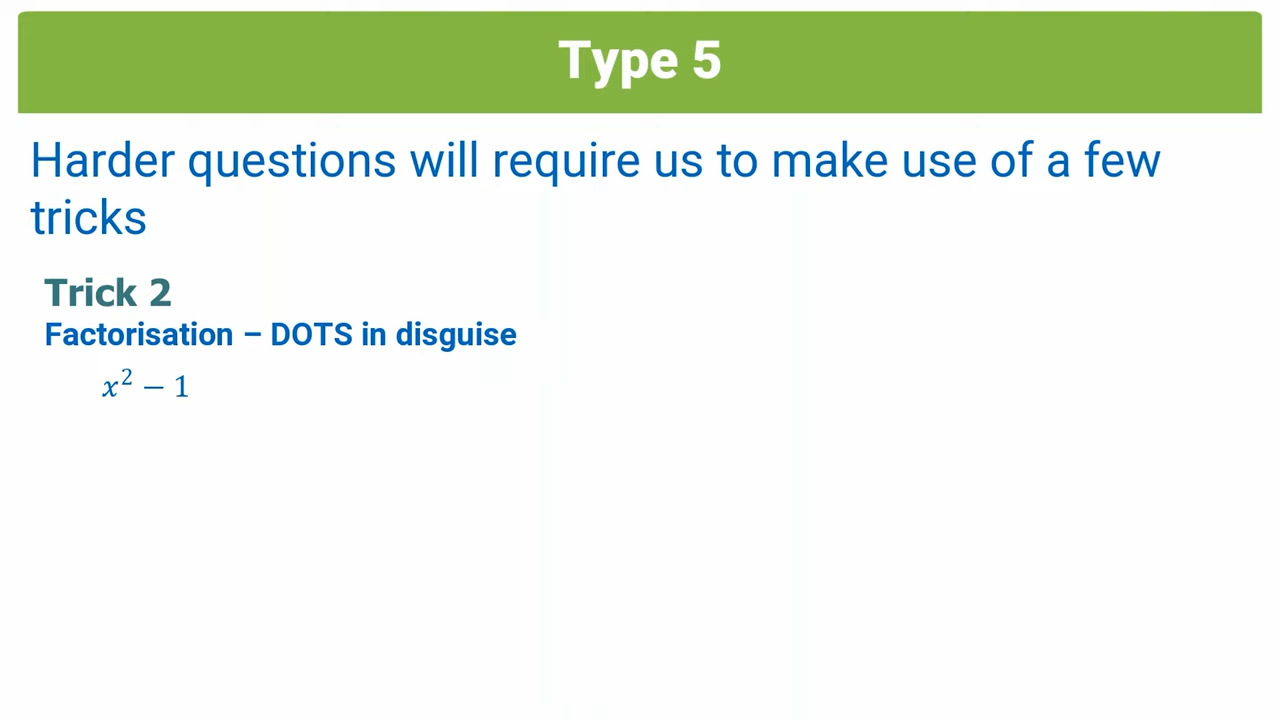 Type 5
Harder questions will require us to make use of a few
tricks
Trick 2
Factorisation – DOTS in disguise
x² − 1